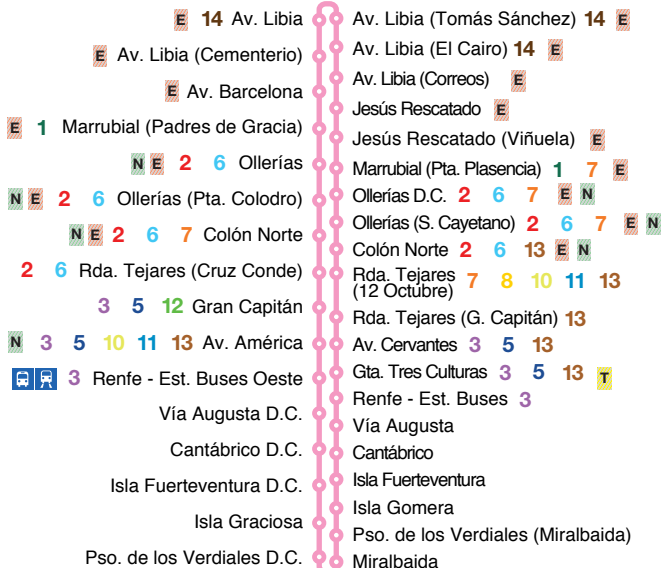 E 14 Av. Libia
E Av. Libia (Cementerio)
E Av. Barcelona
E 1 Marrubial (Padres de Gracia)
N E 2 6 Ollerías
N E 2 6 Ollerías (Pta. Colodro)
N E 2 6 7 Colón Norte
2 6 Rda. Tejares (Cruz Conde)
3 5 12 Gran Capitán
N 3 5 10 11 13 Av. América
3 Renfe - Est. Buses Oeste
Vía Augusta D.C.
Cantábrico D.C.
Isla Fuerteventura D.C.
Isla Graciosa
Pso. de los Verdiales D.C.
Av. Libia (Tomás Sánchez) 14 E
Av. Libia (El Cairo) 14 E
Av. Libia (Correos) E
Jesús Rescatado E
Jesús Rescatado (Viñuela) E
Marrubial (Pta. Plasencia) 1 7 E
Ollerías D.C. 2 6 7 E N
Ollerías (S. Cayetano) 2 6 7 E N
Colón Norte 2 6 13 E N
Rda. Tejares 7 8 10 11 13
(12 Octubre)
Rda. Tejares (G. Capitán) 13
Av. Cervantes 3 5 13
Gta. Tres Culturas 3 5 13 T
Renfe - Est. Buses 3
Vía Augusta
Cantábrico
Isla Fuerteventura
Isla Gomera
Pso. de los Verdiales (Miralbaida)
Miralbaida